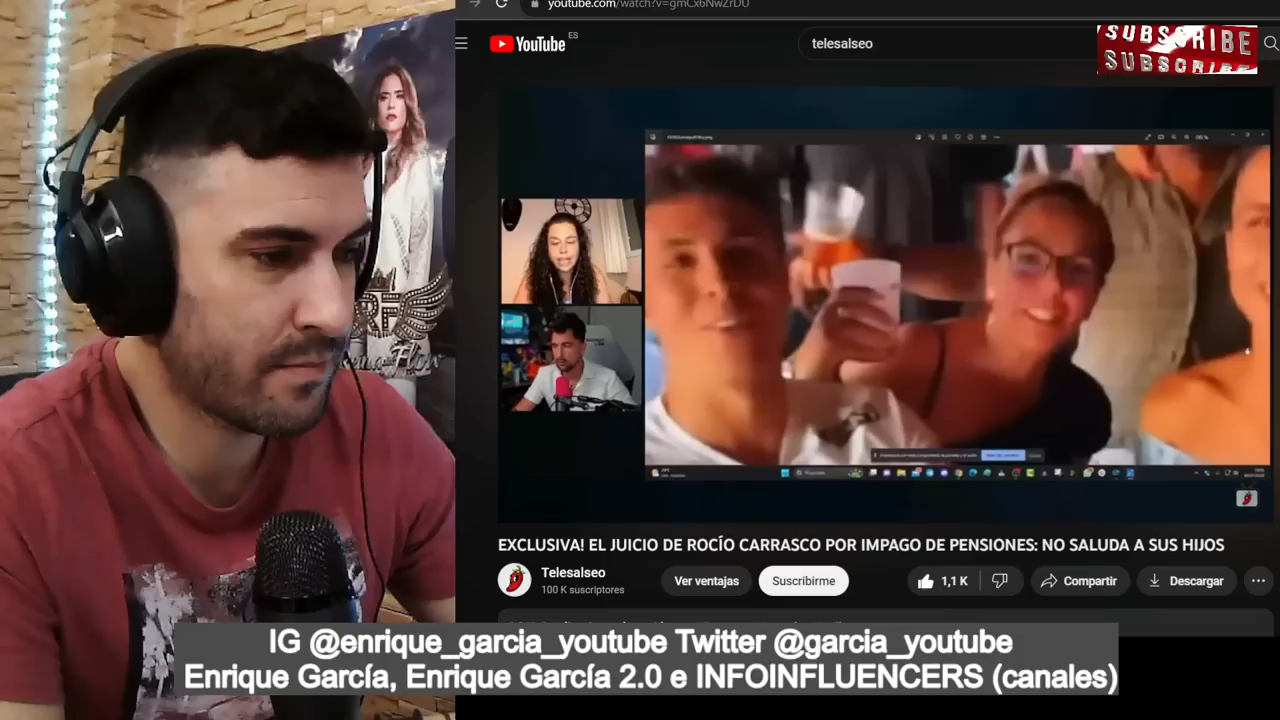 youtube.com/watch?v=gmCx6NwZrDU
YouTube ES
telesalseo
SUBSCRIBE
SUBSCRIBE
EXCLUSIVA! EL JUICIO DE ROCÍO CARRASCO POR IMPAGO DE PENSIONES: NO SALUDA A SUS HIJOS
Telesalseo
100 K suscriptores
Ver ventajas
Suscribirme
1,1 K
Compartir
Descargar
IG @enrique_garcia_youtube Twitter @garcia_youtube
Enrique García, Enrique García 2.0 e INFOINFLUENCERS (canales)